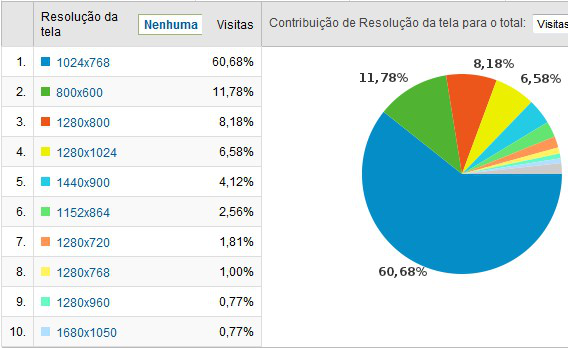 Resolução da tela
Nenhuma
Visitas
Contribuição de Resolução da tela para o total: Visitas
1. 1024x768 60,68%
2. 800x600 11,78%
3. 1280x800 8,18%
4. 1280x1024 6,58%
5. 1440x900 4,12%
6. 1152x864 2,56%
7. 1280x720 1,81%
8. 1280x768 1,00%
9. 1280x960 0,77%
10. 1680x1050 0,77%
8,18%
11,78%
6,58%
60,68%